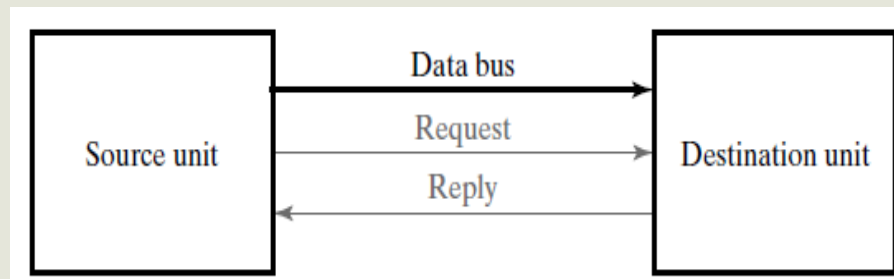 Data bus
Request
Source unit
Destination unit
Reply